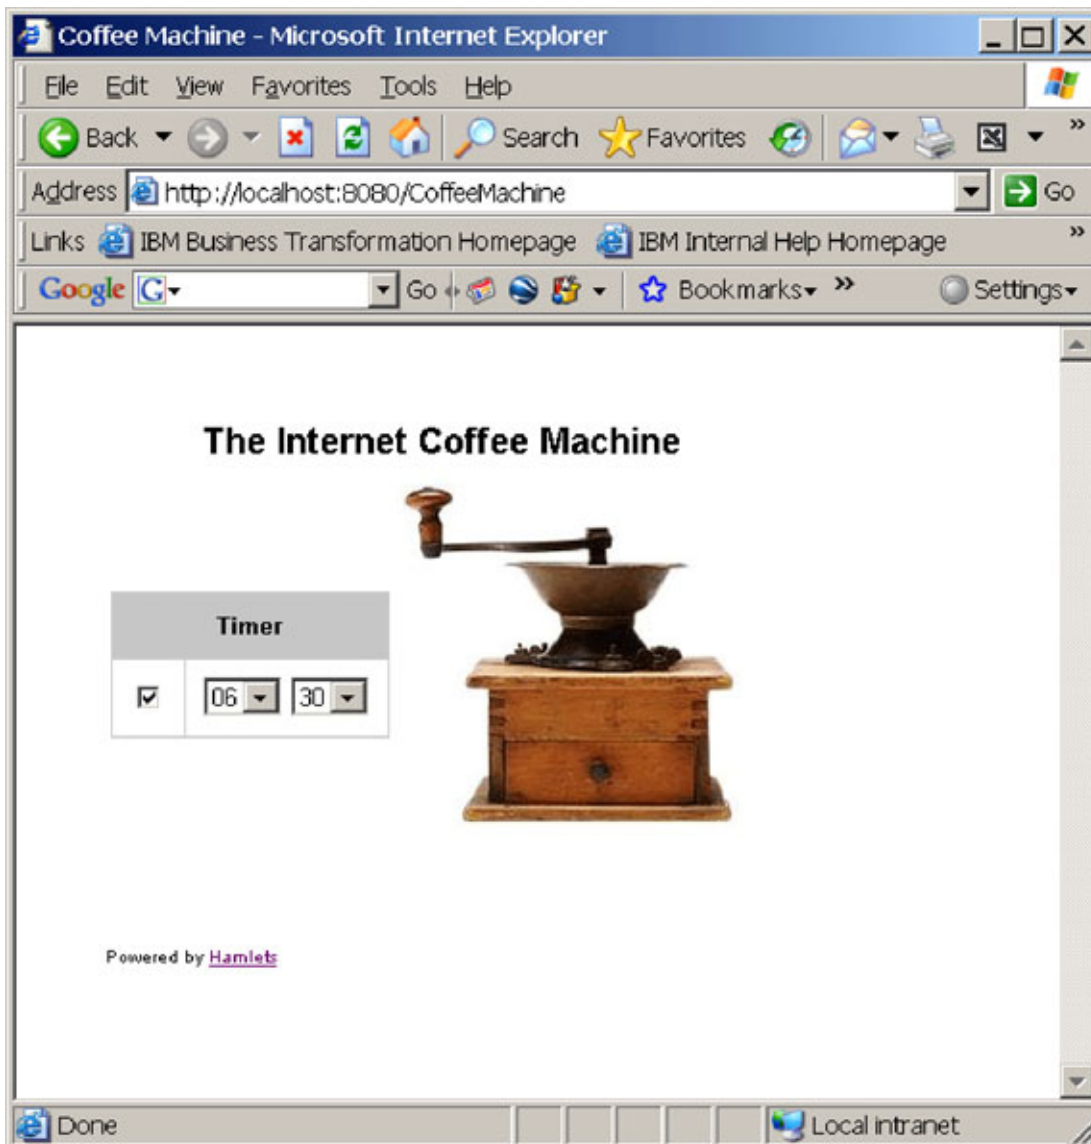 Coffee Machine - Microsoft Internet Explorer
File Edit View Favorites Tools Help
Back Search Favorites
Address http://localhost:8080/CoffeeMachine Go
Links IBM Business Transformation Homepage IBM Internal Help Homepage
Google G Go Bookmarks Settings
The Internet Coffee Machine
Timer
06 30
Powered by Hamlets
Done Local intranet